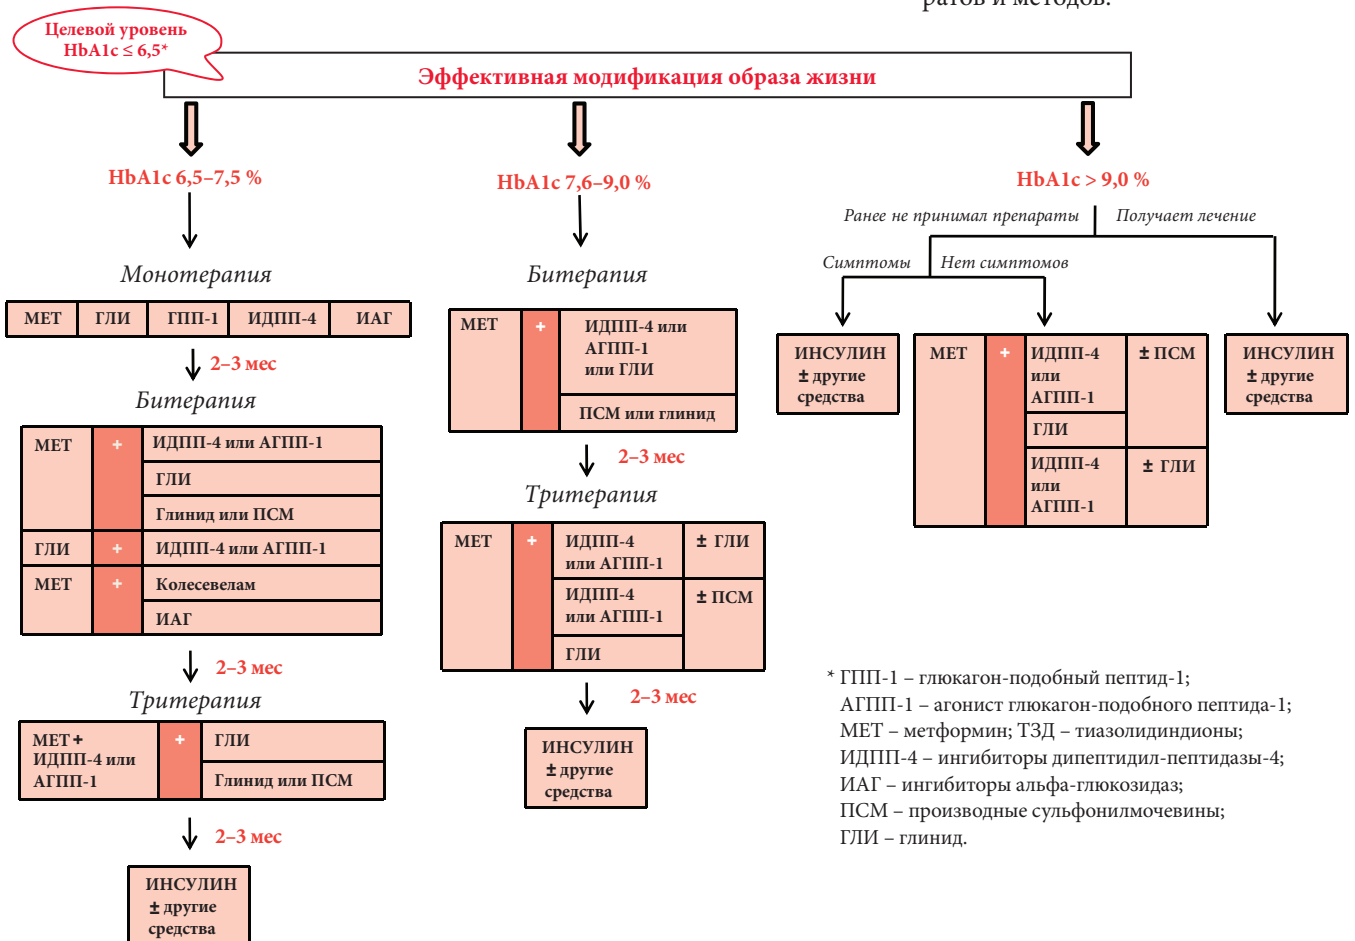 ратов и методов.
Целевой уровень
HbA1c ≤ 6,5*
Эффективная модификация образа жизни
HbA1c 6,5–7,5 %
Монотерапия
МЕТ ГЛИ ГПП-1 ИДПП-4 ИАГ
2–3 мес
Битерапия
МЕТ + ИДПП-4 или АГПП-1
ГЛИ
Глинид или ПСМ
ГЛИ + ИДПП-4 или АГПП-1
МЕТ + Колесевелам
ИАГ
2–3 мес
Тритерапия
МЕТ +
ИДПП-4 или
АГПП-1
+ ГЛИ
Глинид или ПСМ
2–3 мес
ИНСУЛИН
± другие
средства
HbA1c 7,6–9,0 %
Битерапия
МЕТ + ИДПП-4 или
АГПП-1
или ГЛИ
ПСМ или глинид
2–3 мес
Тритерапия
МЕТ + ИДПП-4 ± ГЛИ
или АГПП-1
ИДПП-4 ± ПСМ
или АГПП-1
ГЛИ
2–3 мес
ИНСУЛИН
± другие
средства
HbA1c > 9,0 %
Ранее не принимал препараты Получает лечение
Симптомы Нет симптомов
ИНСУЛИН
± другие
средства
МЕТ + ИДПП-4 ± ПСМ
или
АГПП-1
ГЛИ
ИДПП-4 ± ГЛИ
или
АГПП-1
ИНСУЛИН
± другие
средства
* ГПП-1 – глюкагон-подобный пептид-1;
АГПП-1 – агонист глюкагон-подобного пептида-1;
МЕТ – метформин; ТЗД – тиазолидиндионы;
ИДПП-4 – ингибиторы дипептидил-пептидазы-4;
ИАГ – ингибиторы альфа-глюкозидаз;
ПСМ – производные сульфонилмочевины;
ГЛИ – глинид.